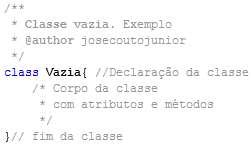 /**
 * Classe vazia. Exemplo
 * @author josecoutojunior
 */
class Vazia{ //Declaração da classe
    /* Corpo da classe
     * com atributos e métodos
     */
}// fim da classe